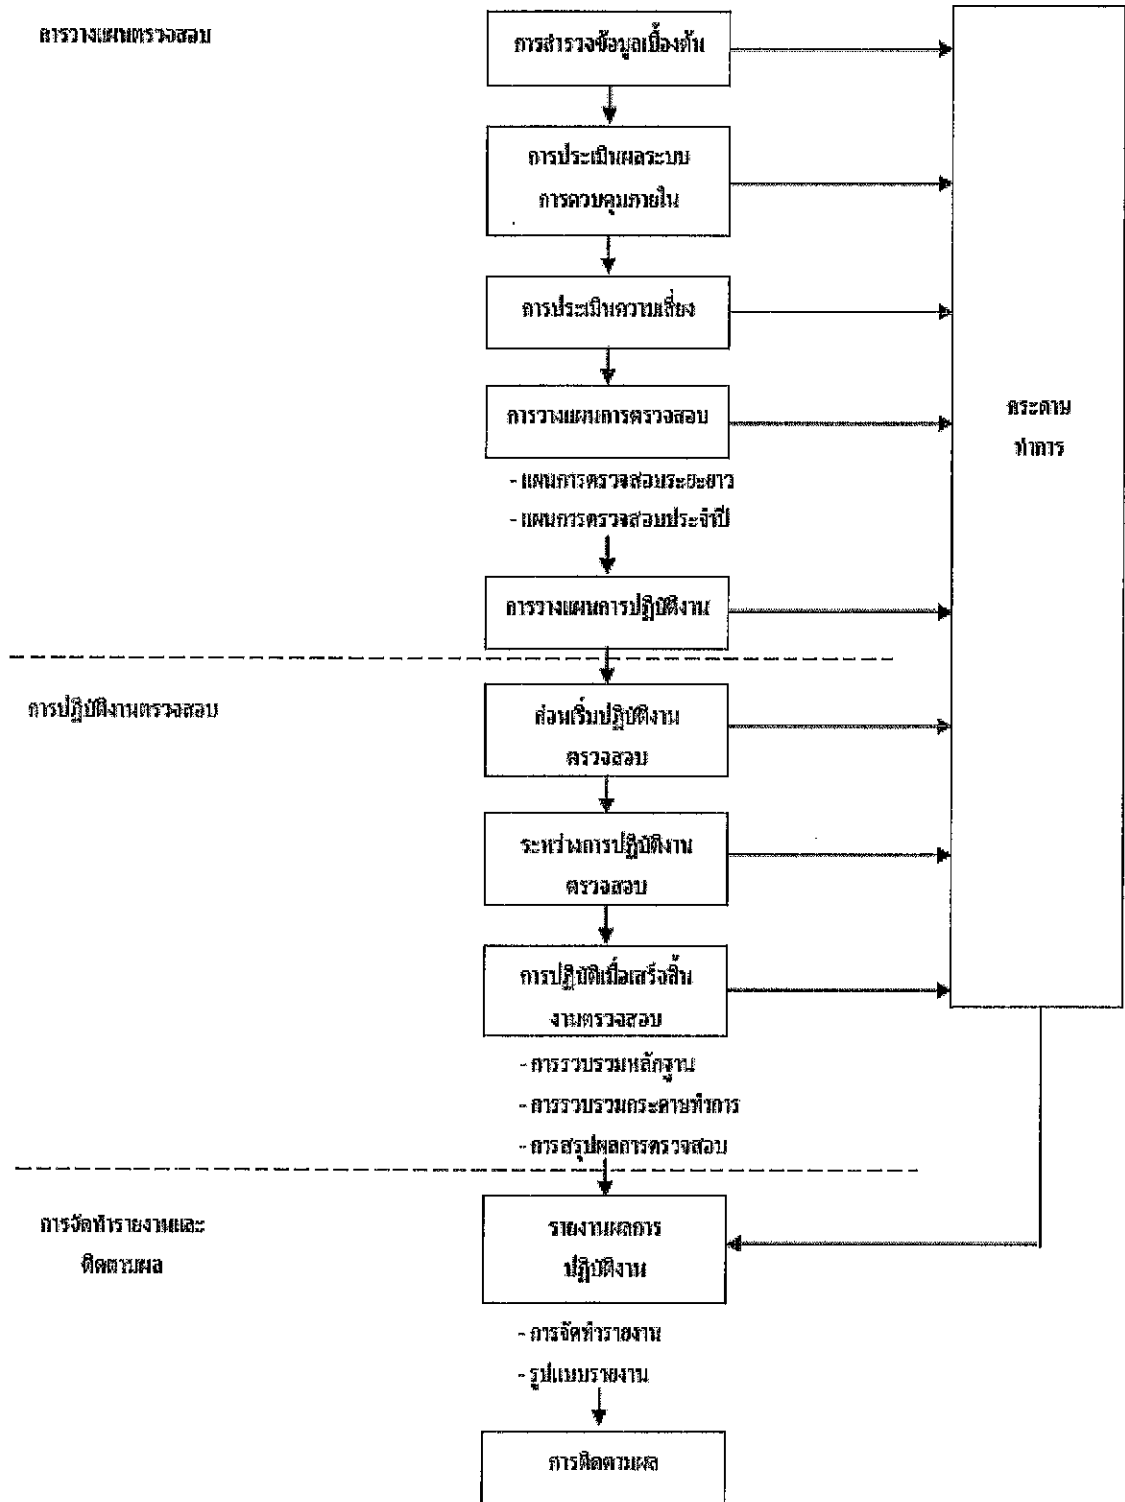 การวางแผนตรวจสอบ
การสำรวจข้อมูลเบื้องต้น
การประเมินผลระบบ
การควบคุมภายใน
การประเมินความเสี่ยง
การวางแผนการตรวจสอบ
- แผนการตรวจสอบระยะยาว
- แผนการตรวจสอบประจำปี
การวางแผนการปฏิบัติงาน
กระดาษ
ทำการ
การปฏิบัติงานตรวจสอบ
ก่อนเริ่มปฏิบัติงาน
ตรวจสอบ
ระหว่างการปฏิบัติงาน
ตรวจสอบ
การปฏิบัติเมื่อเสร็จสิ้น
งานตรวจสอบ
- การรวบรวมหลักฐาน
- การรวบรวมกระดาษทำการ
- การสรุปผลการตรวจสอบ
การจัดทำรายงานและ
ติดตามผล
รายงานผลการ
ปฏิบัติงาน
- การจัดทำรายงาน
- รูปแบบรายงาน
การติดตามผล